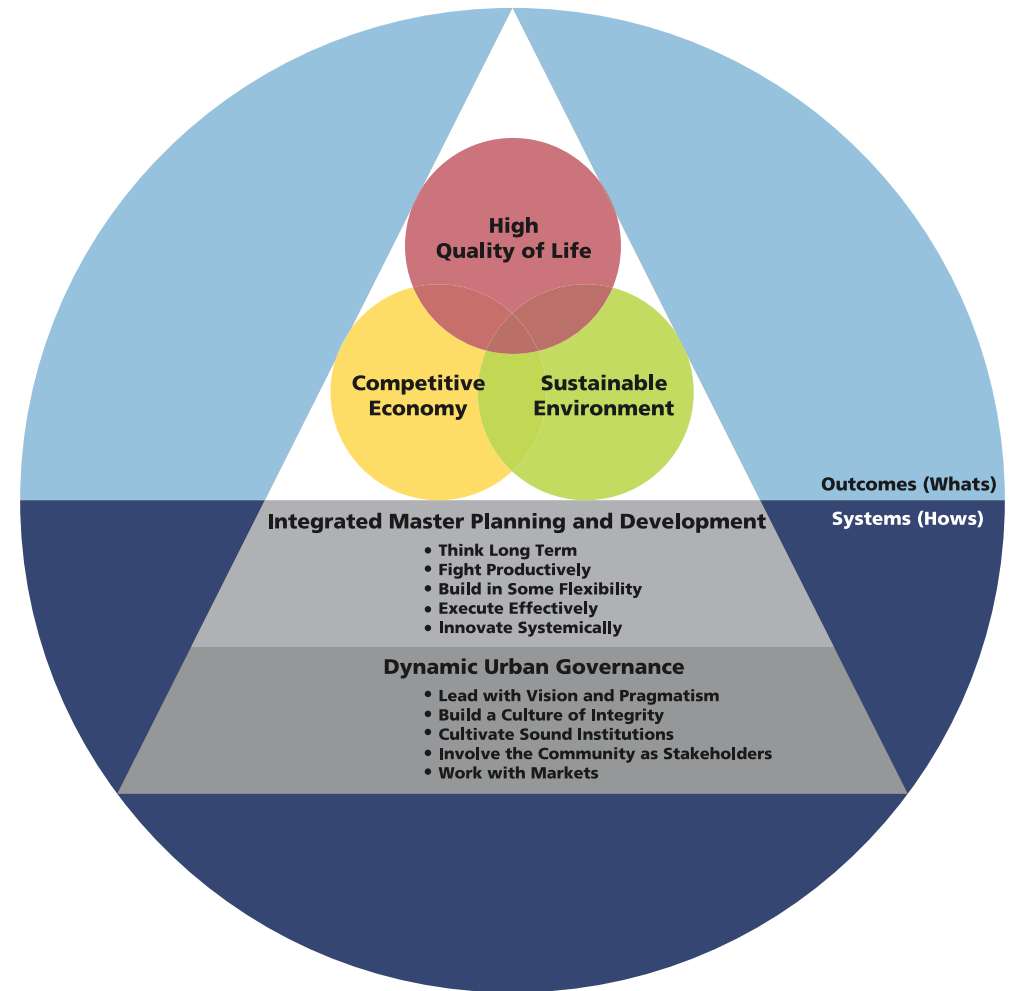 High
Quality of Life
Competitive
Economy
Sustainable
Environment
Outcomes (Whats)
Systems (Hows)
Integrated Master Planning and Development
• Think Long Term
• Fight Productively
• Build in Some Flexibility
• Execute Effectively
• Innovate Systemically
Dynamic Urban Governance
• Lead with Vision and Pragmatism
• Build a Culture of Integrity
• Cultivate Sound Institutions
• Involve the Community as Stakeholders
• Work with Markets